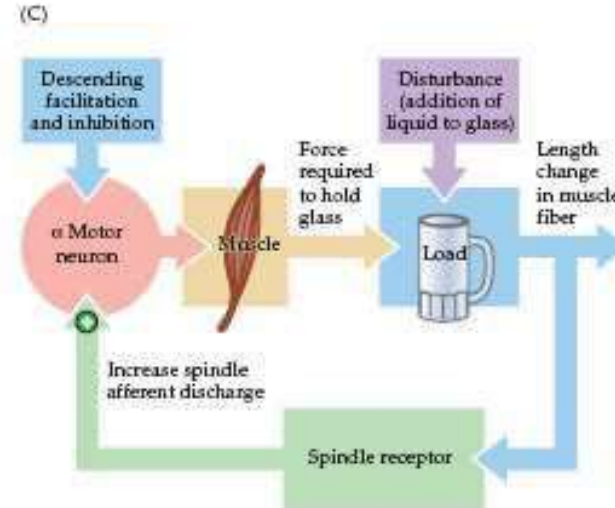 (C)
Descending
facilitation
and inhibition
Disturbance
(addition of
liquid to glass)
Force
required
to hold
glass
Length
change
in muscle
fiber
α Motor
neuron
Muscle
Load
Increase spindle
afferent discharge
Spindle receptor